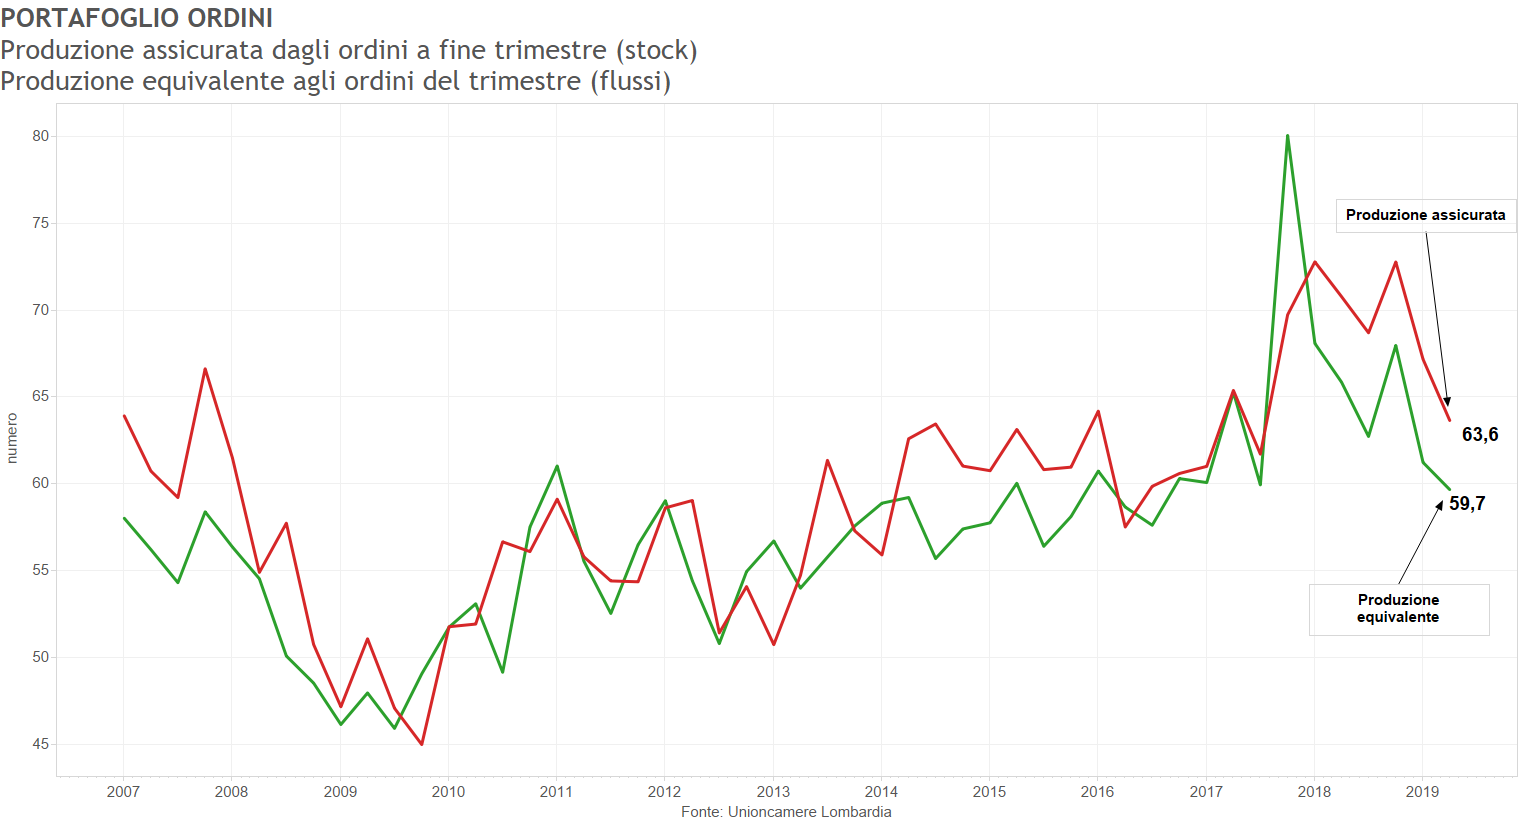 PORTAFOGLIO ORDINI
Produzione assicurata dagli ordini a fine trimestre (stock)
Produzione equivalente agli ordini del trimestre (flussi)
80
75
70
65
60
55
50
45
numero
Produzione assicurata
63,6
59,7
Produzione
equivalente
2007 2008 2009 2010 2011 2012 2013 2014 2015 2016 2017 2018 2019
Fonte: Unioncamere Lombardia